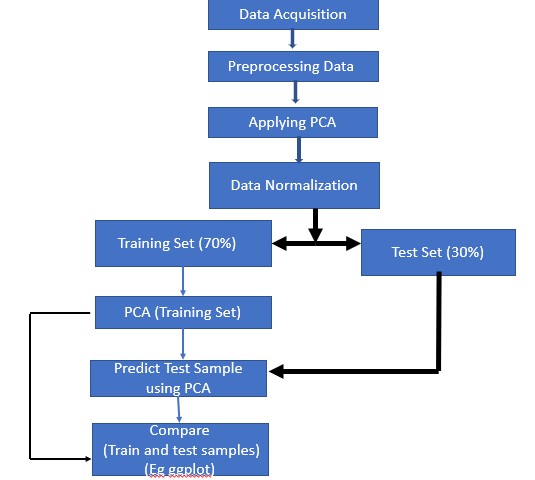 Data Acquisition
Preprocessing Data
Applying PCA
Data Normalization
Training Set (70%)
Test Set (30%)
PCA (Training Set)
Predict Test Sample
using PCA
Compare
(Train and test samples)
(Eg ggplot)